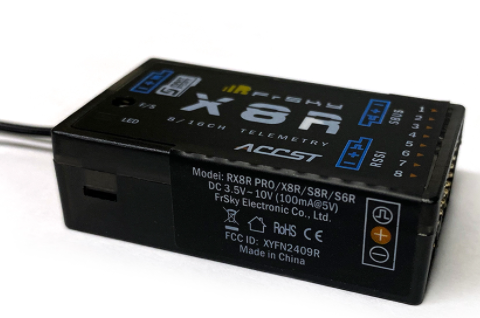 FrSKY
X8R
F/S
LED
8/16CH TELEMETRY
ACCST
SBUS
RSSI
1
2
3
4
5
6
7
8
Model: RX8R PRO/X8R/S8R/S6R
DC 3.5V~10V (100mA@5V)
FrSky Electronic Co., Ltd.
RoHS CE
FCC ID: XYFN2409R
Made in China